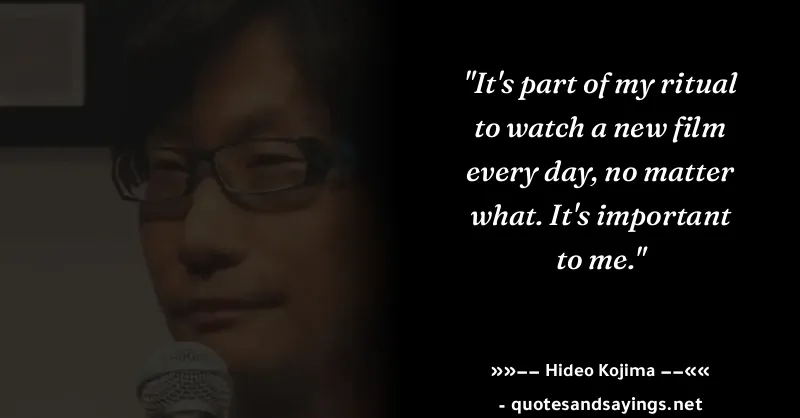 "It's part of my ritual
to watch a new film
every day, no matter
what. It's important
to me."
»»–– Hideo Kojima ––««
- quotesandsayings.net